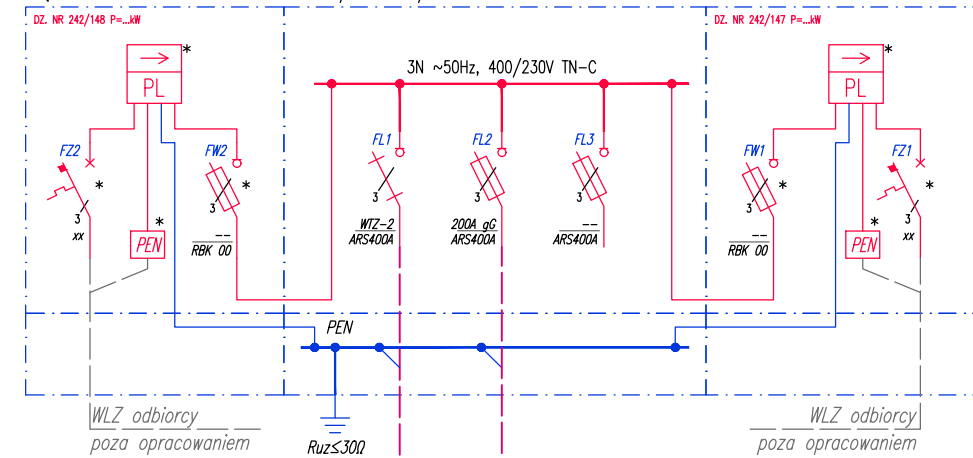 DZ. NR 242/148 P=...kW
DZ. NR 242/147 P=...kW
3N ~50Hz, 400/230V TN-C
*
PL
*
PL
FZ2
*
3
xx
FW2
*
3
--
RBK 00
*
PEN
FL1
3
WTZ-2
ARS400A
FL2
3
200A gG
ARS400A
FL3
3
--
ARS400A
FW1
*
3
--
RBK 00
*
PEN
FZ1
*
3
xx
PEN
WLZ odbiorcy
poza opracowaniem
Ruz≤30Ω
WLZ odbiorcy
poza opracowaniem